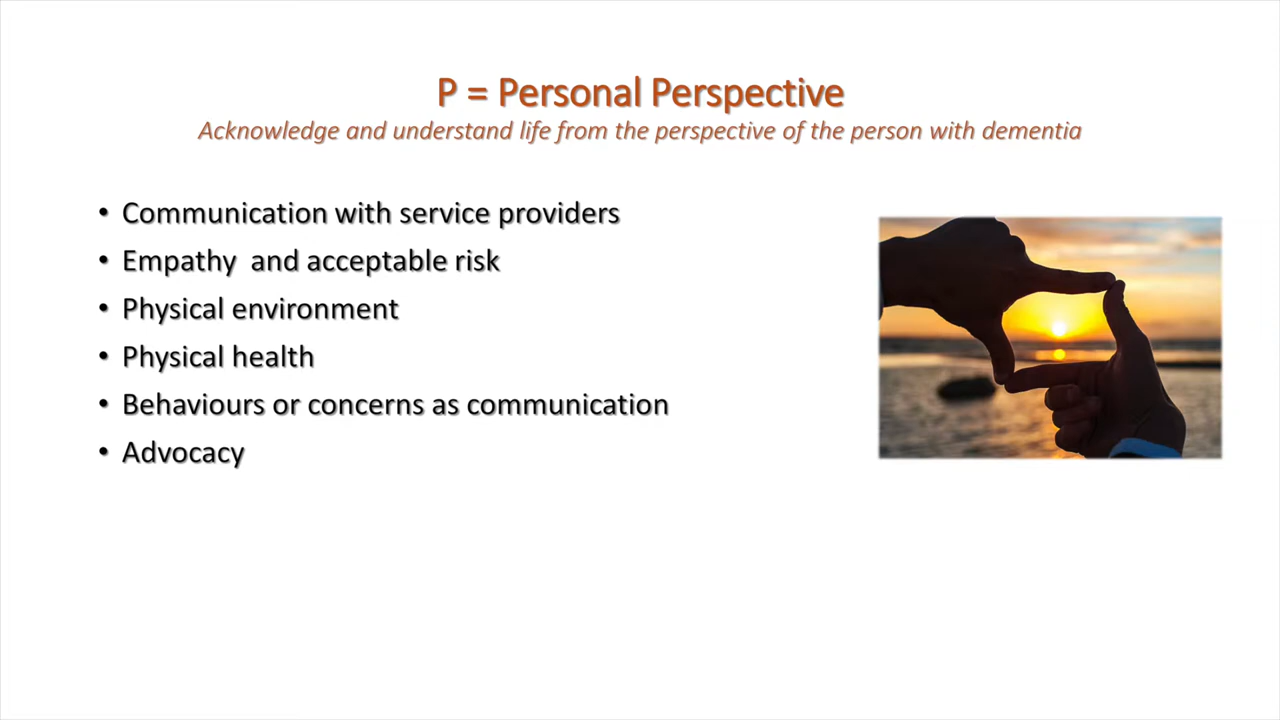 P = Personal Perspective
Acknowledge and understand life from the perspective of the person with dementia
• Communication with service providers
• Empathy  and acceptable risk
• Physical environment
• Physical health
• Behaviours or concerns as communication
• Advocacy